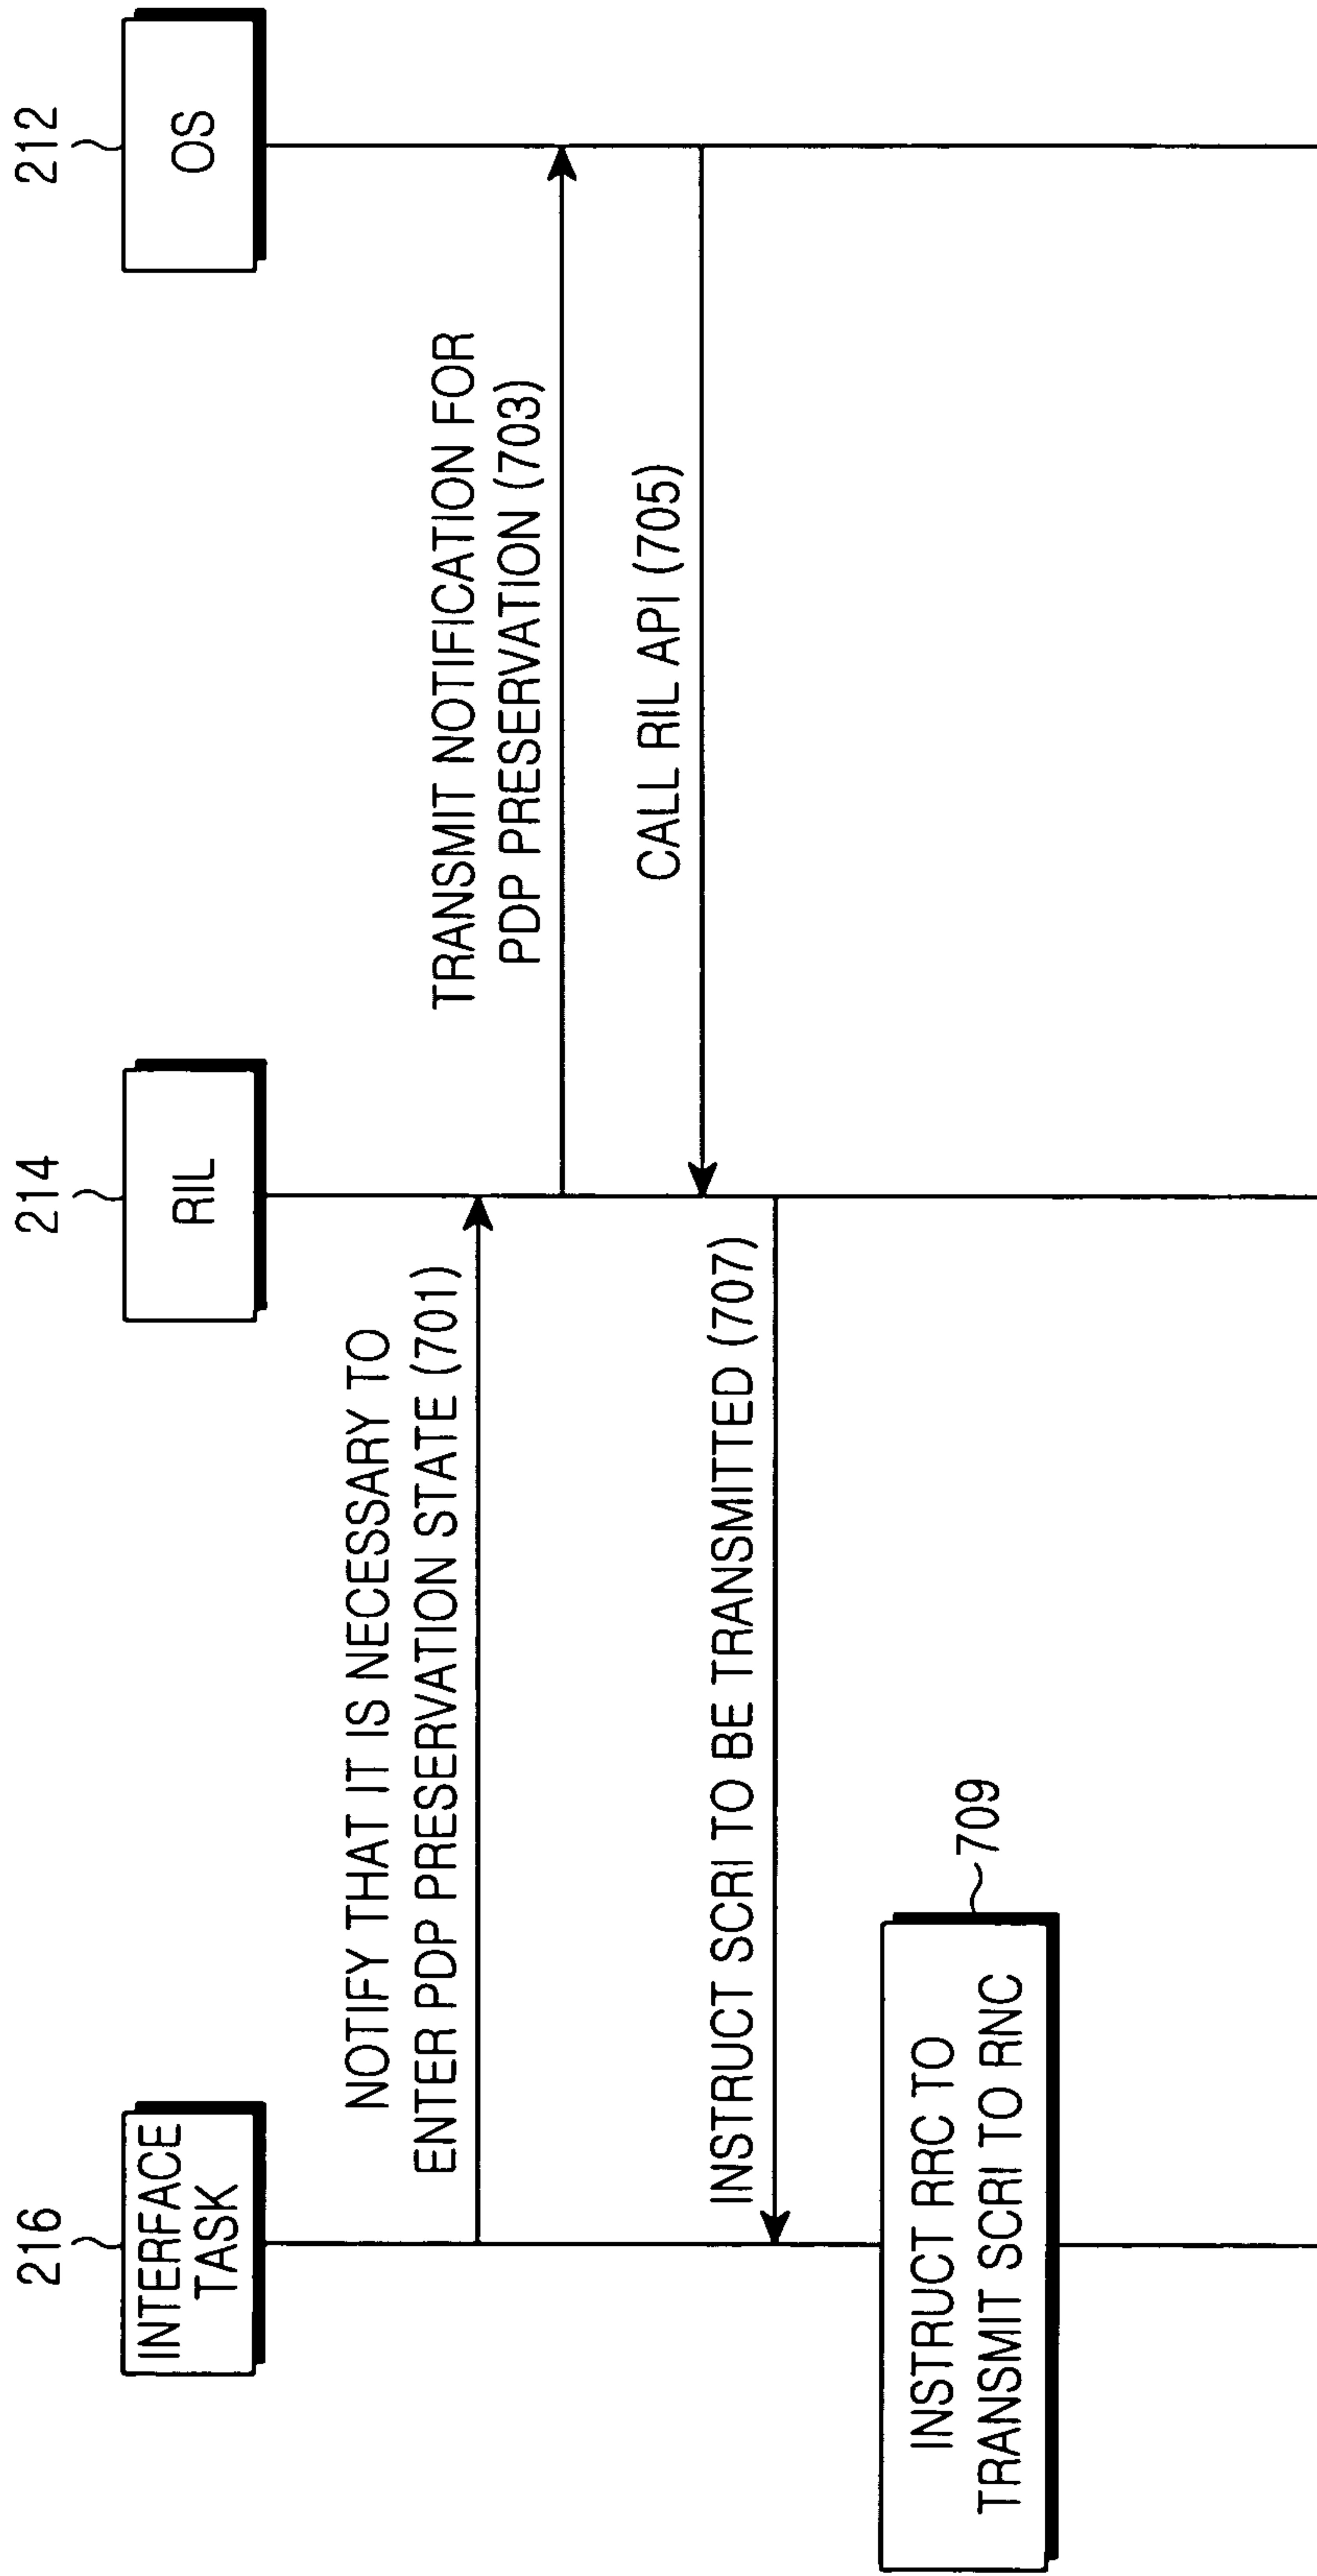 216
INTERFACE
TASK
214
RIL
212
OS
NOTIFY THAT IT IS NECESSARY TO
ENTER PDP PRESERVATION STATE (701)
TRANSMIT NOTIFICATION FOR
PDP PRESERVATION (703)
CALL RIL API (705)
INSTRUCT SCRI TO BE TRANSMITTED (707)
INSTRUCT RRC TO
TRANSMIT SCRI TO RNC
709